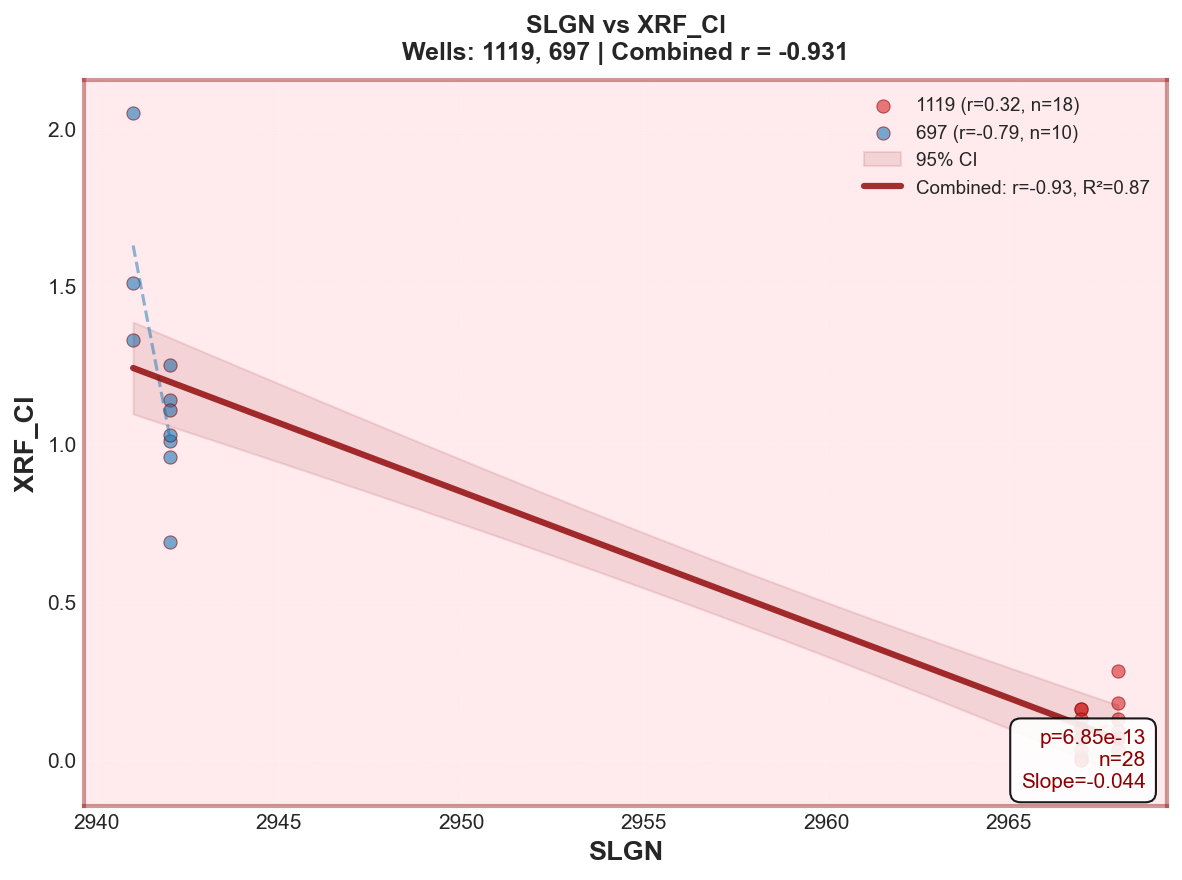 SLGN vs XRF_Cl
Wells: 1119, 697 | Combined r = -0.931
1119 (r=0.32, n=18)
697 (r=-0.79, n=10)
95% CI
Combined: r=-0.93, R²=0.87
XRF_Cl
2.0
1.5
1.0
0.5
0.0
p=6.85e-13
n=28
Slope=-0.044
2940 2945 2950 2955 2960 2965
SLGN